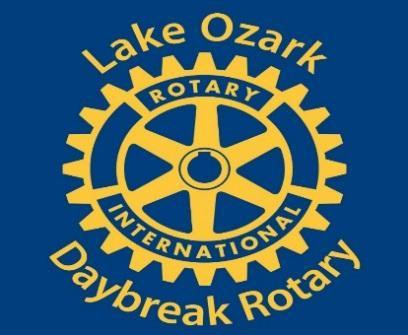 Lake Ozark
ROTARY
INTERNATIONAL
Daybreak Rotary